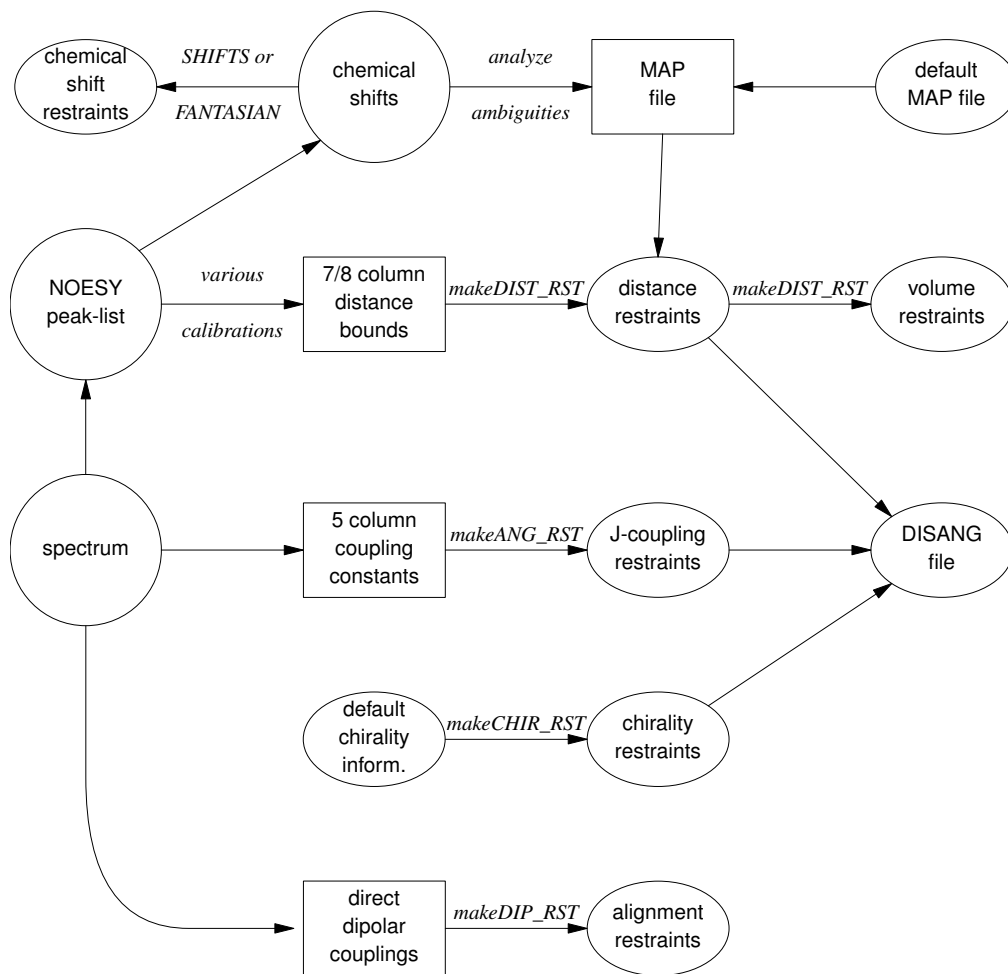 chemical
shift
restraints
SHIFTS or
FANTASIAN
chemical
shifts
analyze
ambiguities
MAP
file
default
MAP file
NOESY
peak-list
various
calibrations
7/8 column
distance
bounds
makeDIST_RST
distance
restraints
makeDIST_RST
volume
restraints
spectrum
5 column
coupling
constants
makeANG_RST
J-coupling
restraints
DISANG
file
default
chirality
inform.
makeCHIR_RST
chirality
restraints
direct
dipolar
couplings
makeDIP_RST
alignment
restraints